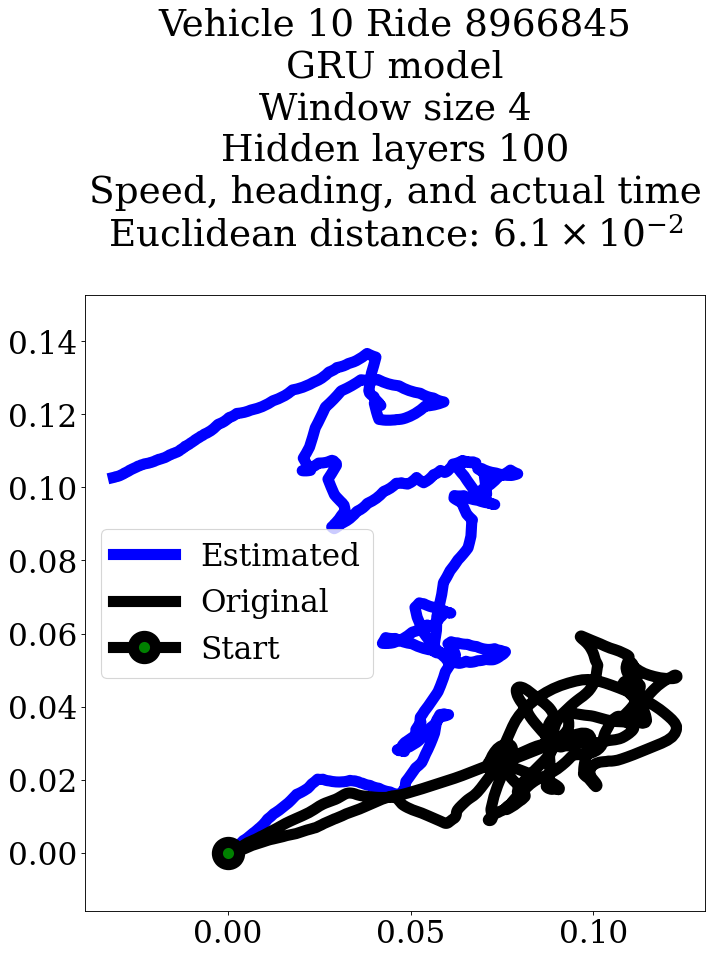 Vehicle 10 Ride 8966845
GRU model
Window size 4
Hidden layers 100
Speed, heading, and actual time
Euclidean distance: 6.1 × 10⁻²
0.14
0.12
0.10
0.08
0.06
0.04
0.02
0.00
Estimated
Original
Start
0.00 0.05 0.10